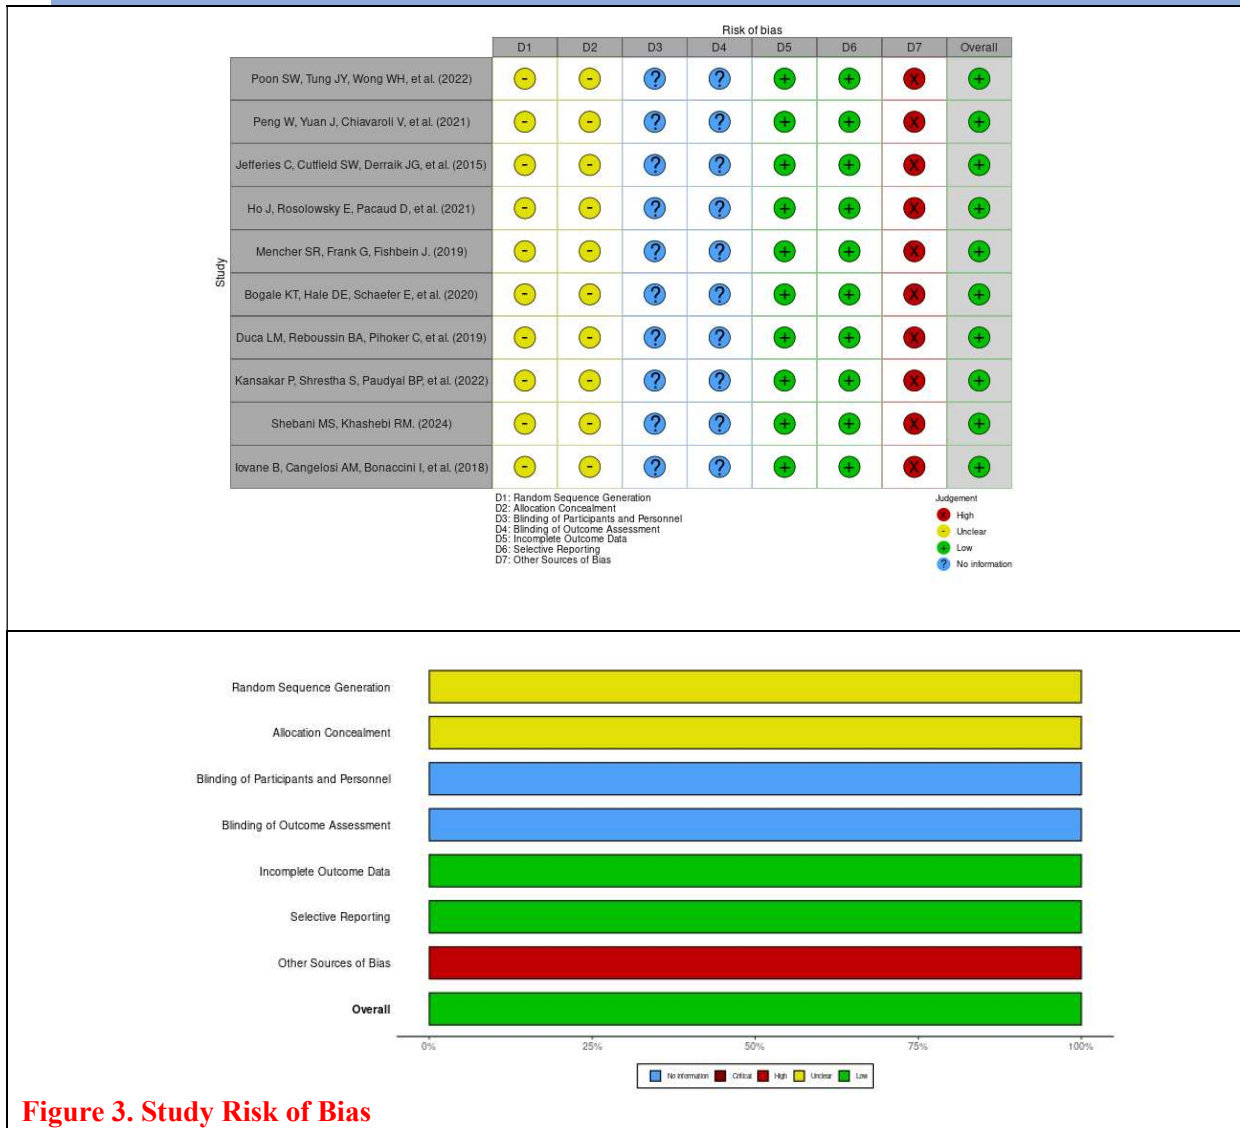 Risk of bias
D1 D2 D3 D4 D5 D6 D7 Overall
Study
Poon SW, Tung JY, Wong WH, et al. (2022) - - ? ? + + X +
Peng W, Yuan J, Chiavaroli V, et al. (2021) - - ? ? + + X +
Jefferies C, Cutfield SW, Derraik JG, et al. (2015) - - ? ? + + X +
Ho J, Rosolowsky E, Pacaud D, et al. (2021) - - ? ? + + X +
Mencher SR, Frank G, Fishbein J. (2019) - - ? ? + + X +
Bogale KT, Hale DE, Schaefer E, et al. (2020) - - ? ? + + X +
Duca LM, Reboussin BA, Pihoker C, et al. (2019) - - ? ? + + X +
Kansakar P, Shrestha S, Paudyal BP, et al. (2022) - - ? ? + + X +
Shebani MS, Khashebi RM. (2024) - - ? ? + + X +
Iovane B, Cangelosi AM, Bonaccini I, et al. (2018) - - ? ? + + X +
D1: Random Sequence Generation
D2: Allocation Concealment
D3: Blinding of Participants and Personnel
D4: Blinding of Outcome Assessment
D5: Incomplete Outcome Data
D6: Selective Reporting
D7: Other Sources of Bias
Judgement
X High
- Unclear
+ Low
? No information
Random Sequence Generation
Allocation Concealment
Blinding of Participants and Personnel
Blinding of Outcome Assessment
Incomplete Outcome Data
Selective Reporting
Other Sources of Bias
Overall
0% 25% 50% 75% 100%
No information Critical High Unclear Low
Figure 3. Study Risk of Bias